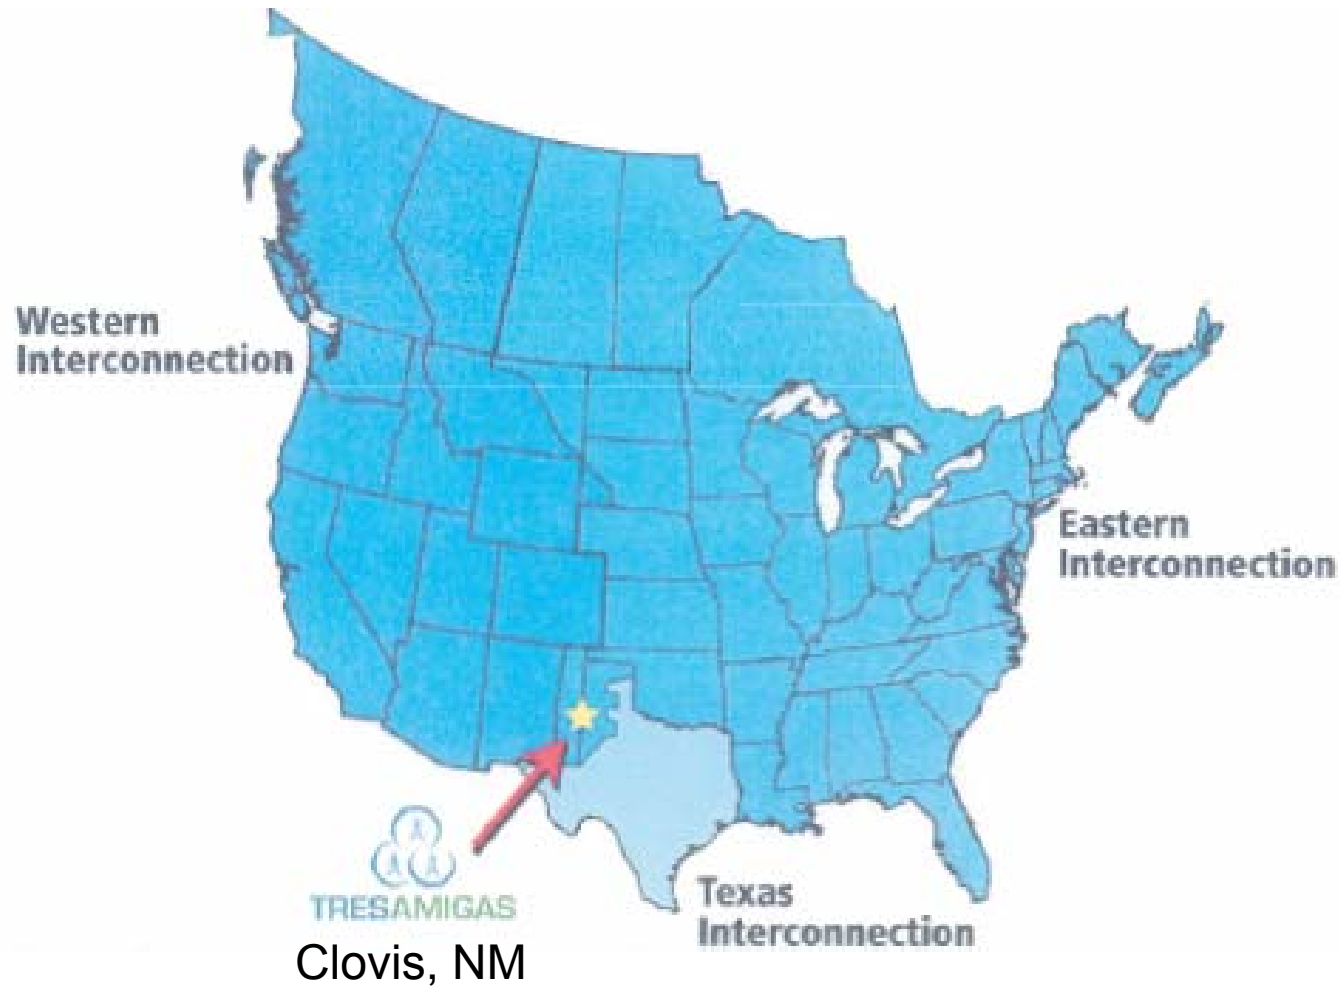 Western
Interconnection
Eastern
Interconnection
Texas
Interconnection
TRESAMIGAS
Clovis, NM